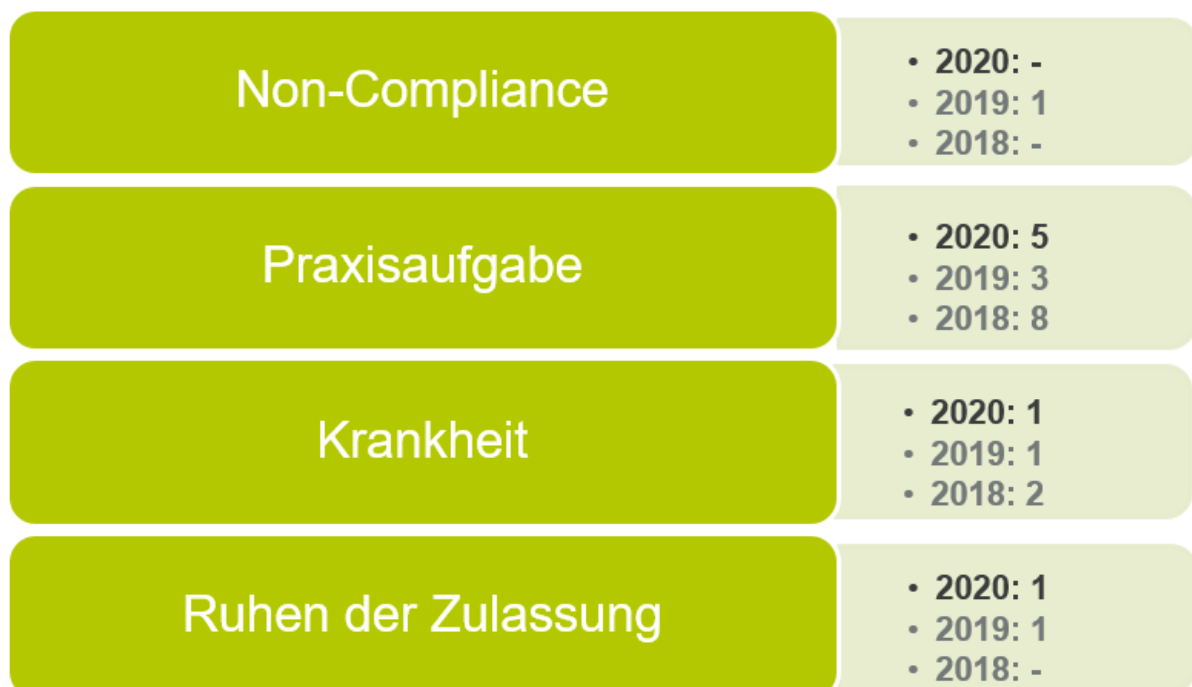 Non-Compliance
• 2020: -
• 2019: 1
• 2018: -
Praxisaufgabe
• 2020: 5
• 2019: 3
• 2018: 8
Krankheit
• 2020: 1
• 2019: 1
• 2018: 2
Ruhen der Zulassung
• 2020: 1
• 2019: 1
• 2018: -